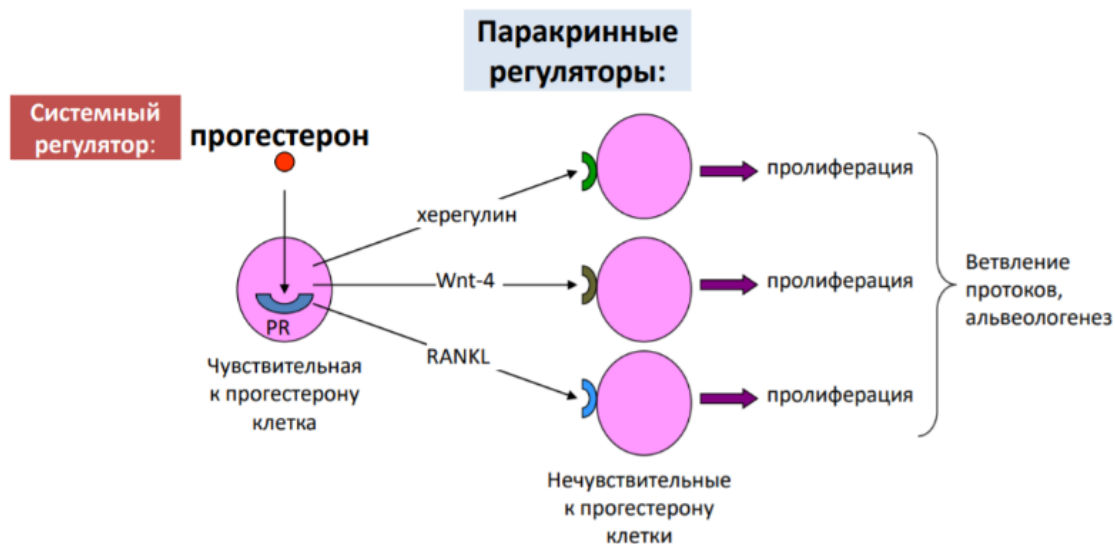 Паракринные
регуляторы:
Системный
регулятор:
прогестерон
херегулин
Wnt-4
RANKL
PR
Чувствительная
к прогестерону
клетка
пролиферация
пролиферация
пролиферация
Ветвление
протоков,
альвеологенез
Нечувствительные
к прогестерону
клетки